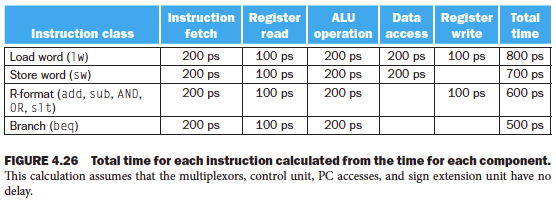 Instruction class Instruction fetch Register read ALU operation Data access Register write Total time
Load word (lw) 200 ps 100 ps 200 ps 200 ps 100 ps 800 ps
Store word (sw) 200 ps 100 ps 200 ps 200 ps 700 ps
R-format (add, sub, AND, OR, slt) 200 ps 100 ps 200 ps 100 ps 600 ps
Branch (beq) 200 ps 100 ps 200 ps 500 ps
FIGURE 4.26 Total time for each instruction calculated from the time for each component.
This calculation assumes that the multiplexors, control unit, PC accesses, and sign extension unit have no
delay.